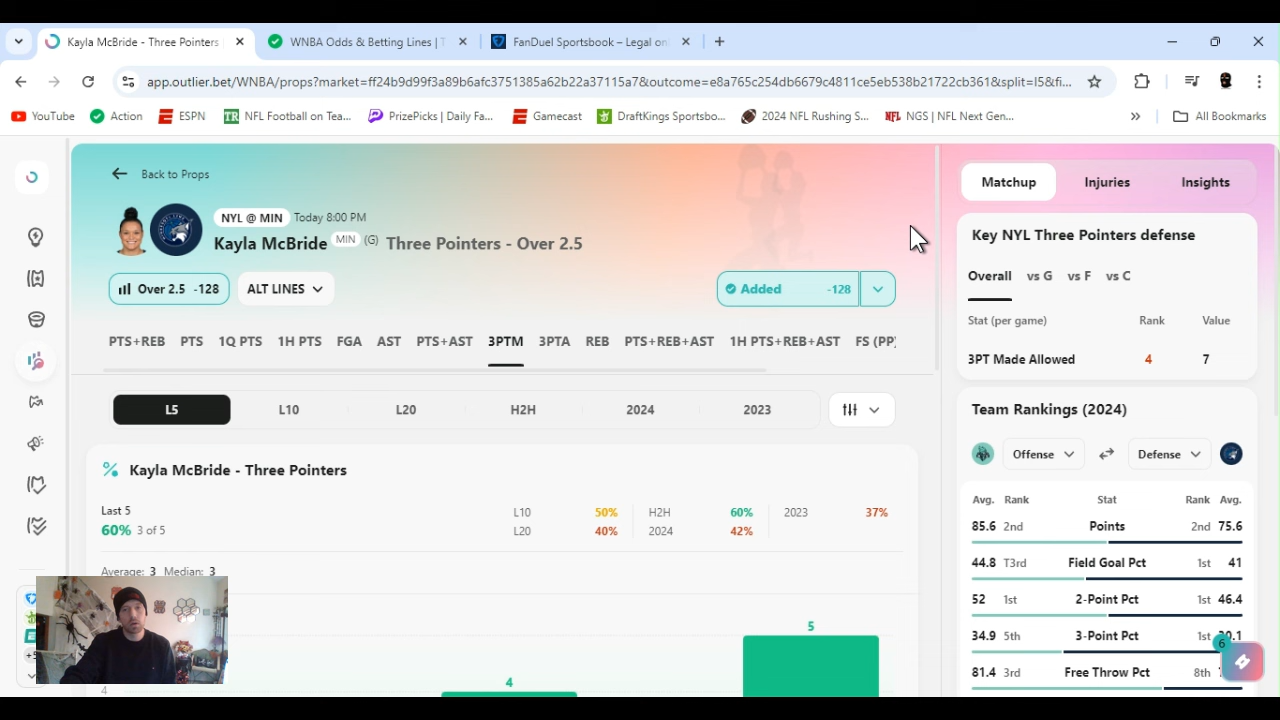 Kayla McBride - Three Pointers
WNBA Odds & Betting Lines | T
FanDuel Sportsbook – Legal on
app.outlier.bet/WNBA/props?market=ff24b9d99f3a89b6afc3751385a62b22a37115a7&outcome=e8a765c254db6679c4811ce5eb538b21722cb361&split=l5&fi...
YouTube Action ESPN NFL Football on Tea... PrizePicks | Daily Fa... Gamecast DraftKings Sportsbo... 2024 NFL Rushing S... NFL NGS | NFL Next Gen... » All Bookmarks
Back to Props
NYL @ MIN Today 8:00 PM
Kayla McBride MIN (G) Three Pointers - Over 2.5
Over 2.5 -128 ALT LINES Added -128
PTS+REB PTS 1Q PTS 1H PTS FGA AST PTS+AST 3PTM 3PTA REB PTS+REB+AST 1H PTS+REB+AST FS (PP)
L5 L10 L20 H2H 2024 2023
Kayla McBride - Three Pointers
Last 5
60% 3 of 5
L10 50% H2H 60% 2023 37%
L20 40% 2024 42%
Average: 3 Median: 3
5
4
4
Matchup Injuries Insights
Key NYL Three Pointers defense
Overall vs G vs F vs C
Stat (per game) Rank Value
3PT Made Allowed 4 7
Team Rankings (2024)
Offense Defense
Avg. Rank Stat Rank Avg.
85.6 2nd Points 2nd 75.6
44.8 T3rd Field Goal Pct 1st 41
52 1st 2-Point Pct 1st 46.4
34.9 5th 3-Point Pct 1st
6
81.4 3rd Free Throw Pct 8th